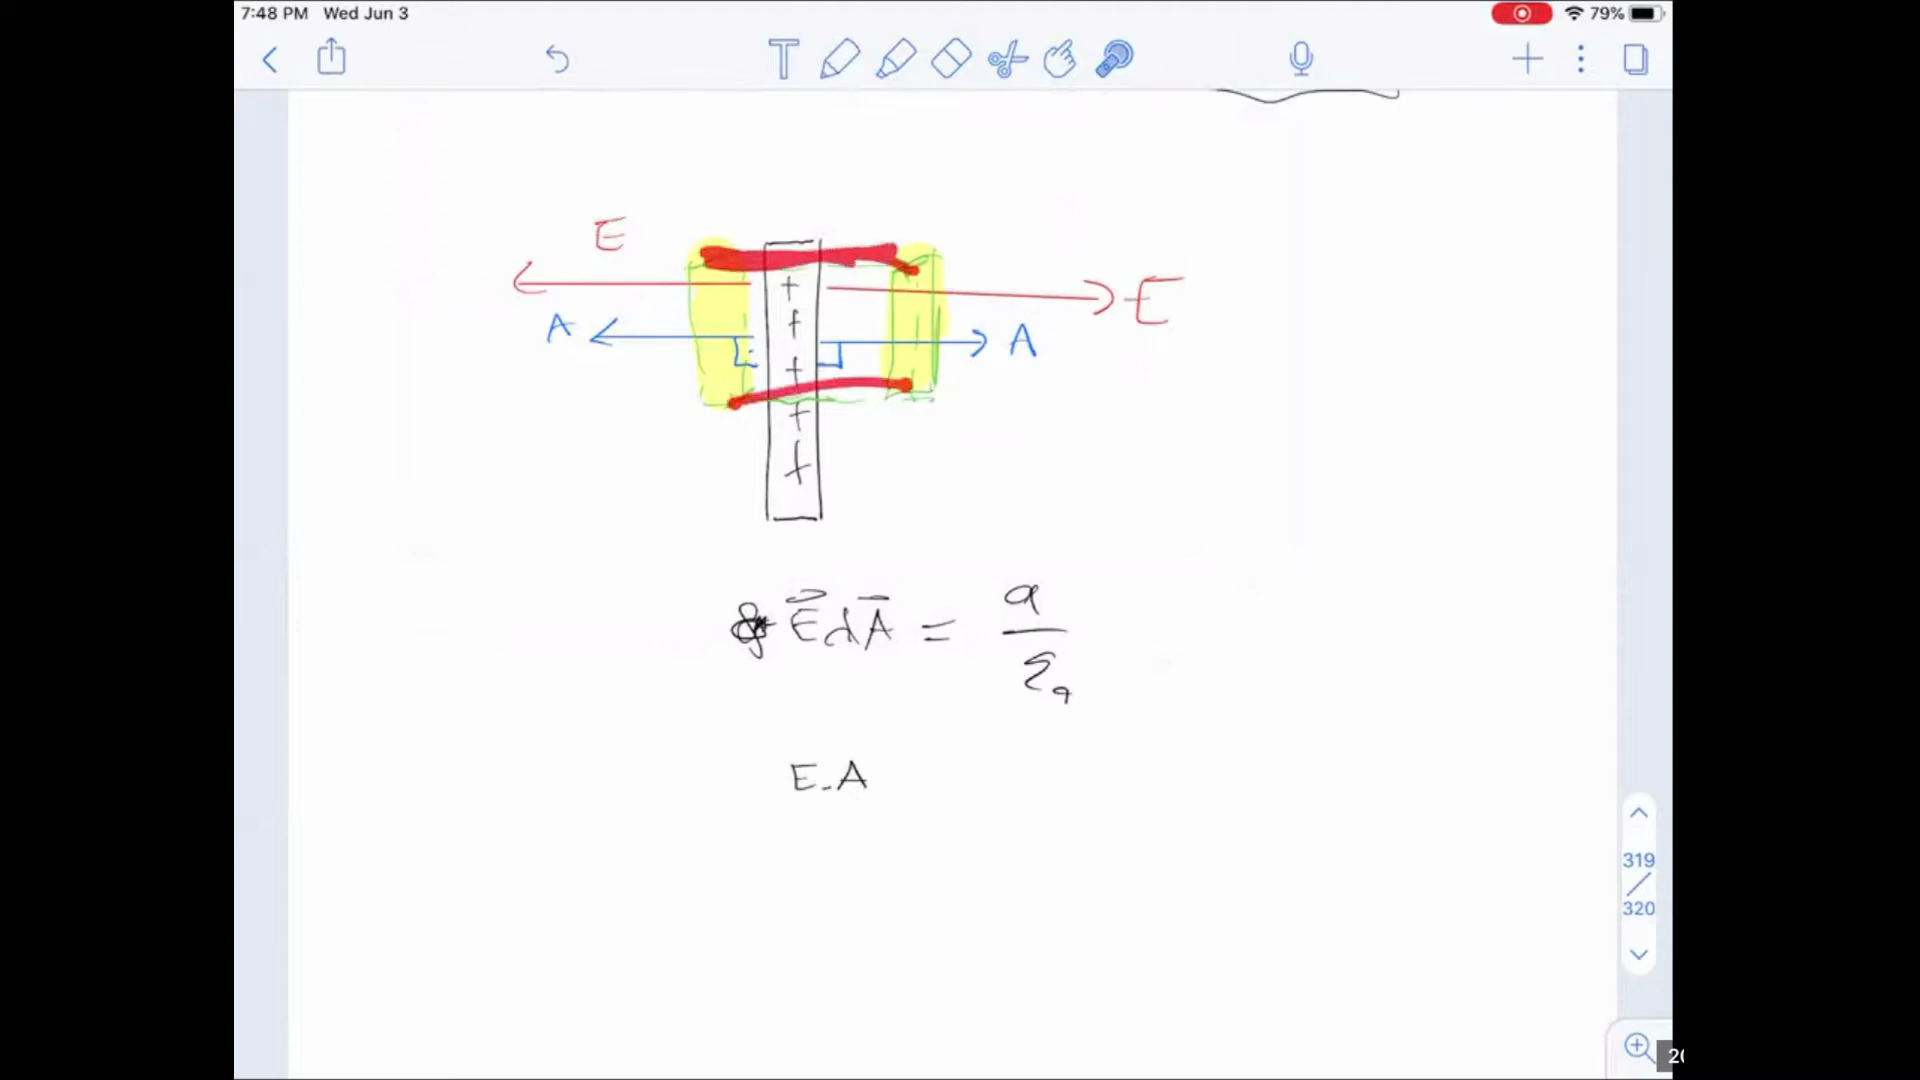 7:48 PM Wed Jun 3
79%
T
E
E
+
A
A
+
+
+
+
∮ E⃗ dA⃗ = q / ε₀
E.A
319
/
320